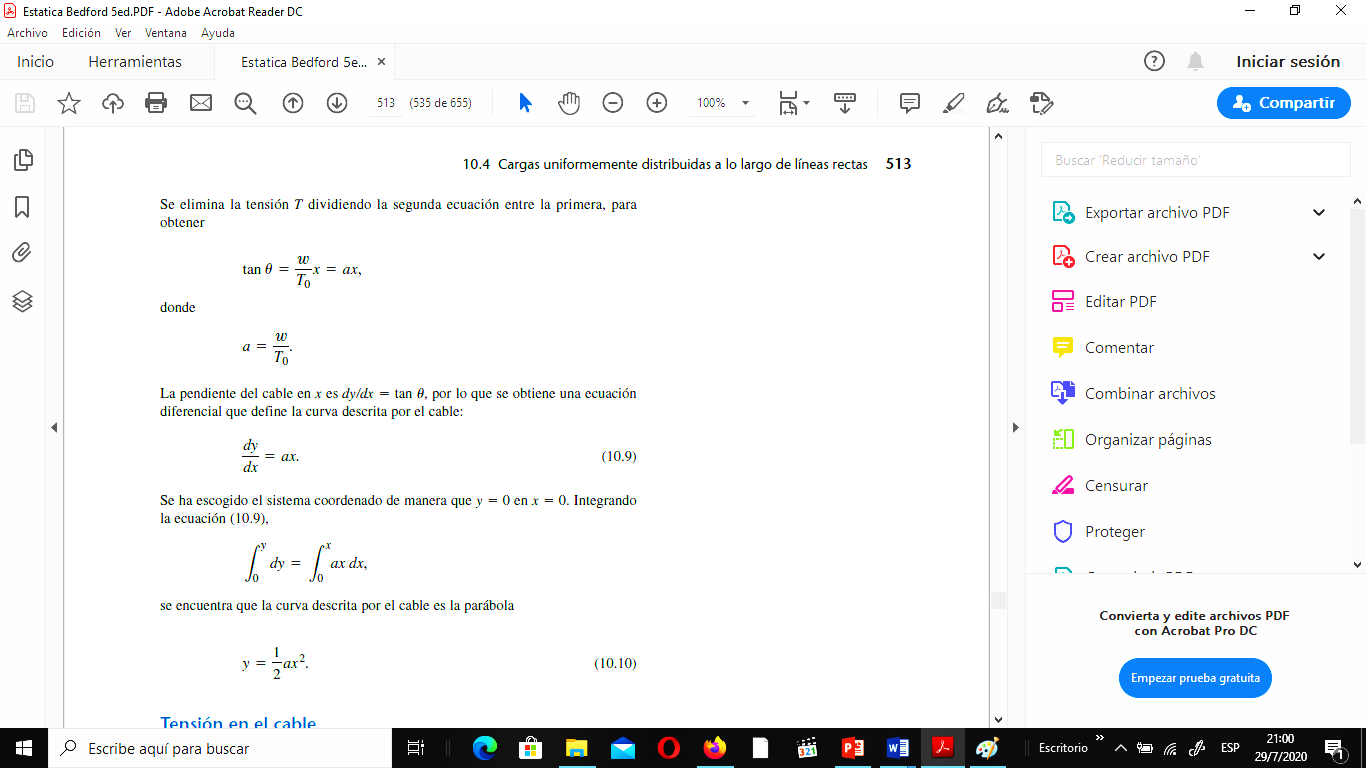 Estatica Bedford 5ed.PDF - Adobe Acrobat Reader DC
Archivo Edición Ver Ventana Ayuda
Inicio Herramientas Estatica Bedford 5e... × Iniciar sesión
513 (535 de 655) 100% Compartir
10.4 Cargas uniformemente distribuidas a lo largo de líneas rectas 513
Se elimina la tensión T dividiendo la segunda ecuación entre la primera, para
obtener
tan θ = w/T₀ x = ax,
donde
a = w/T₀.
La pendiente del cable en x es dy/dx = tan θ, por lo que se obtiene una ecuación
diferencial que define la curva descrita por el cable:
dy/dx = ax. (10.9)
Se ha escogido el sistema coordenado de manera que y = 0 en x = 0. Integrando
la ecuación (10.9),
∫₀^y dy = ∫₀^x ax dx,
se encuentra que la curva descrita por el cable es la parábola
y = 1/2 ax². (10.10)
Tensión en el cable
Buscar 'Reducir tamaño'
Exportar archivo PDF
Crear archivo PDF
Editar PDF
Comentar
Combinar archivos
Organizar páginas
Censurar
Proteger
Convierta y edite archivos PDF
con Acrobat Pro DC
Empezar prueba gratuita
Escribe aquí para buscar
321
Escritorio
ESP
21:00
29/7/2020
1